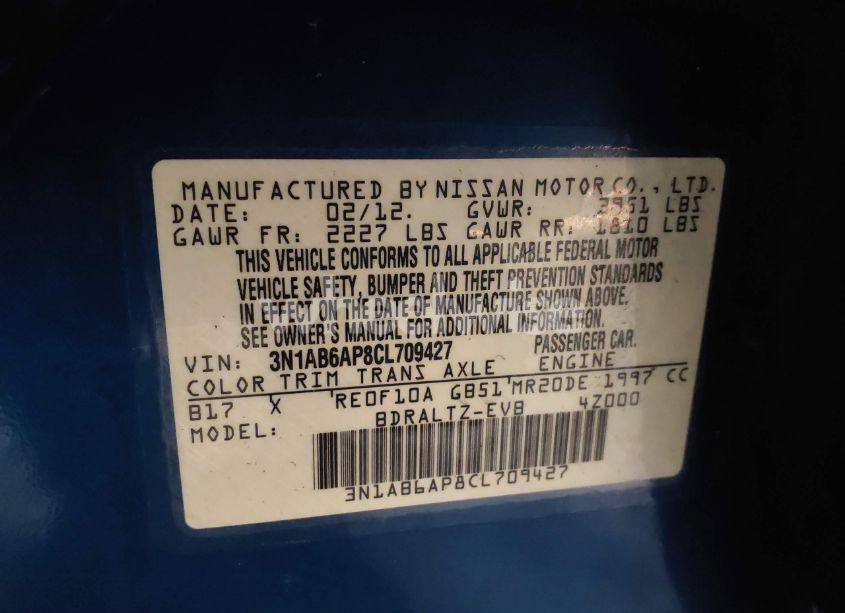 MANUFACTURED BY NISSAN MOTOR CO., LTD.
DATE: 02/12. GVWR: 3951 LBS
GAWR FR: 2227 LBS GAWR RR: 1810 LBS
THIS VEHICLE CONFORMS TO ALL APPLICABLE FEDERAL MOTOR
VEHICLE SAFETY, BUMPER AND THEFT PREVENTION STANDARDS
IN EFFECT ON THE DATE OF MANUFACTURE SHOWN ABOVE.
SEE OWNER'S MANUAL FOR ADDITIONAL INFORMATION.
VIN: 3N1AB6AP8CL709427 PASSENGER CAR.
COLOR TRIM TRANS AXLE ENGINE
B17 X RE0F10A GB51 MR20DE 1997 CC
MODEL: BDRALTZ-EVB 4Z000
3N1AB6AP8CL709427